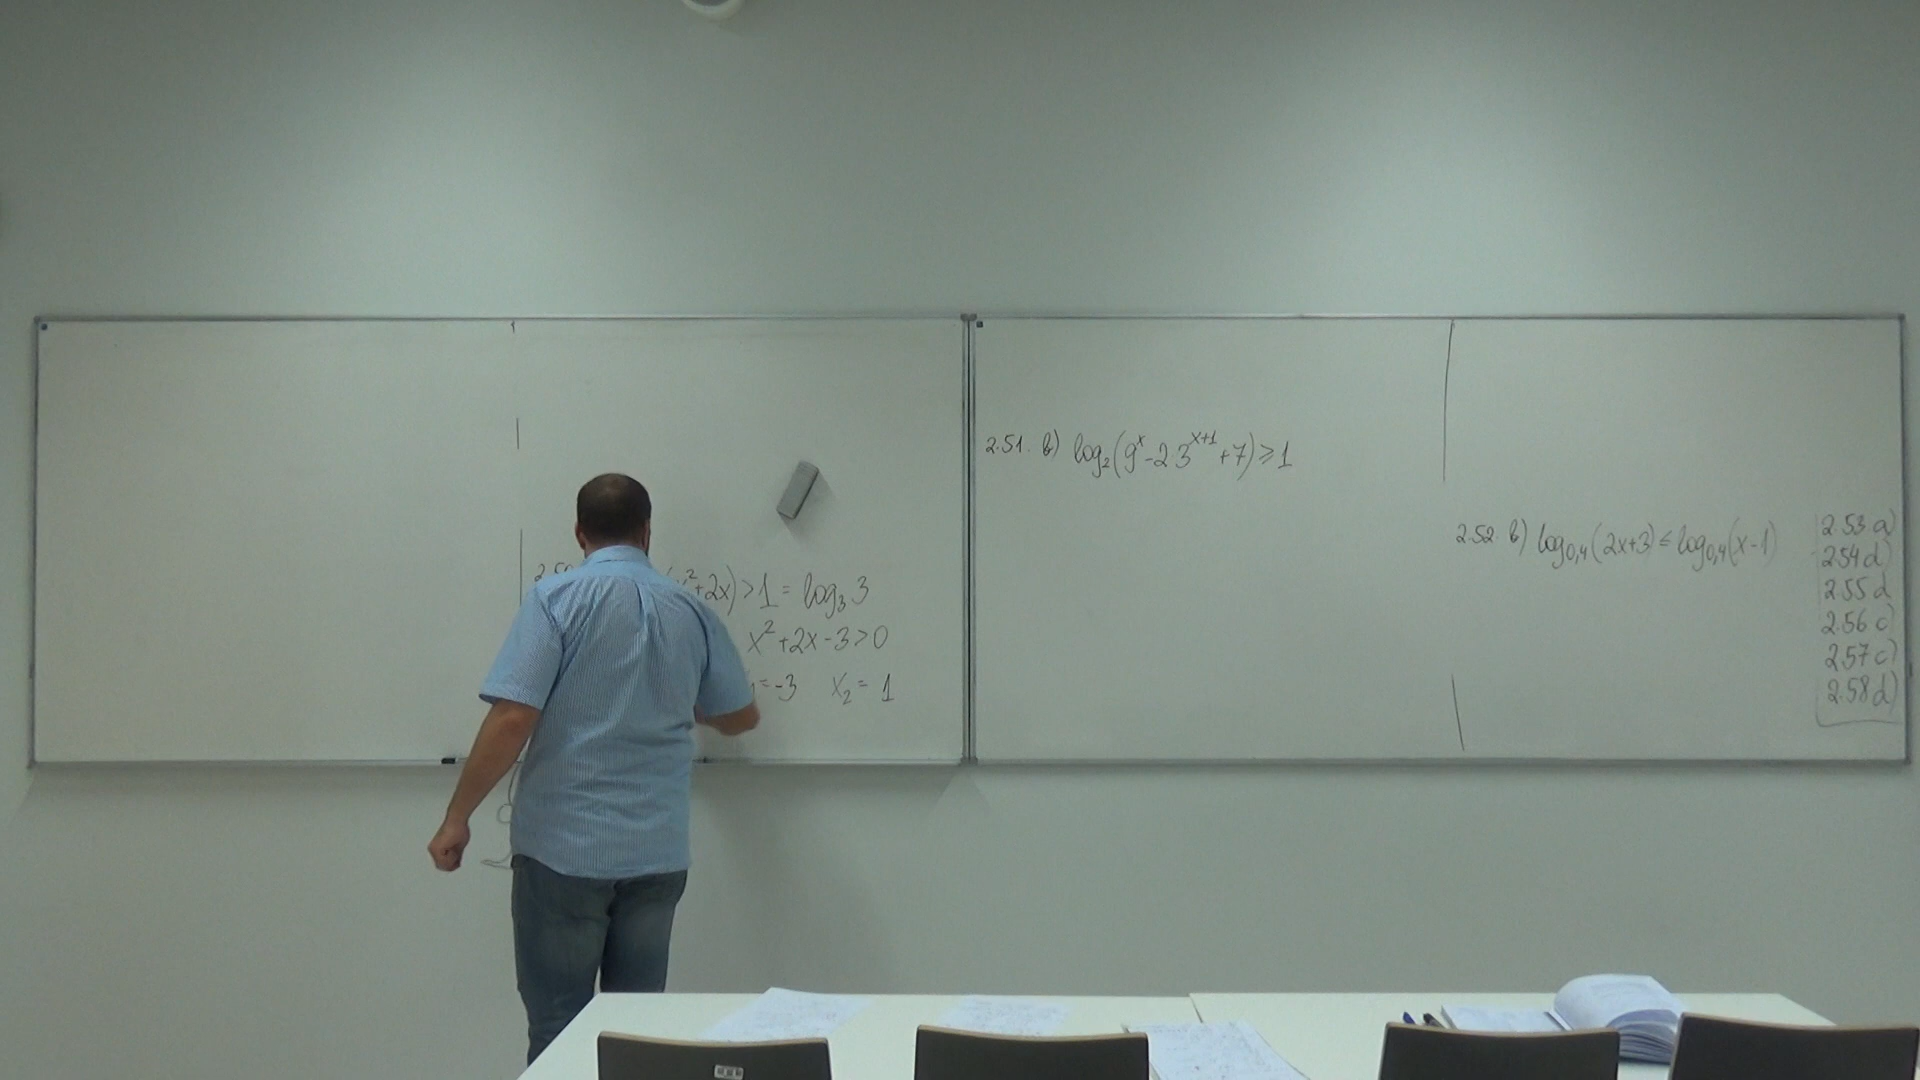 x²+2x) > 1 = log₃ 3
x²+2x-3>0
=-3 x₂ = 1
2.51. b) log₂(9ˣ-2·3ˣ⁺¹+7)⩾1
2.52. b) log₀,₄(2x+3) ⩽ log₀,₄(x-1)
2.53 a)
2.54 d)
2.55 d
2.56 c)
2.57 c)
2.58 d)